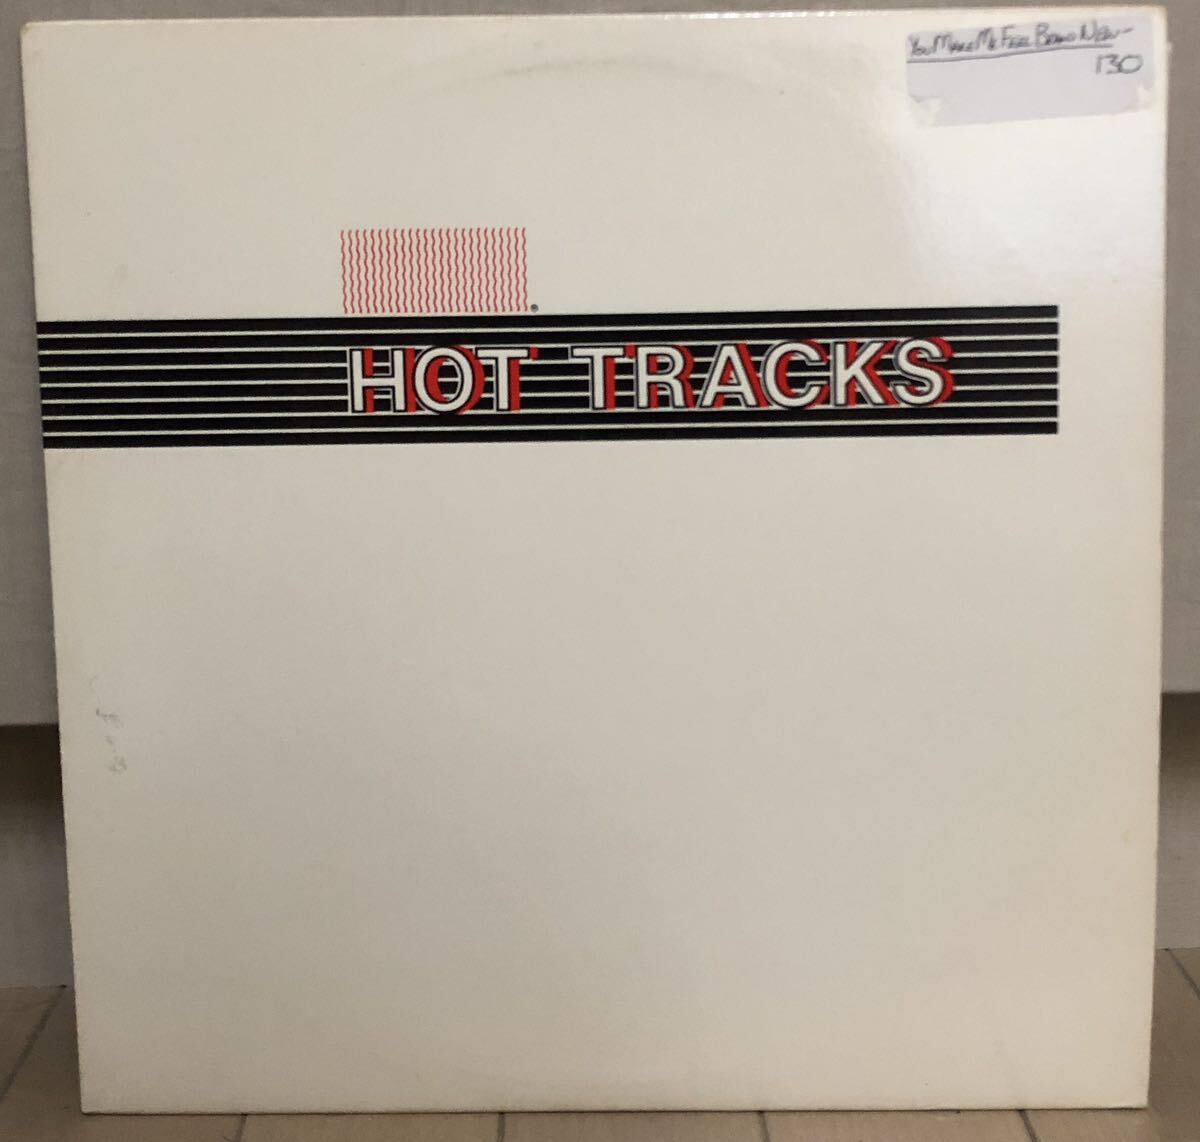 You Make Me Feel Brand New -
130
®
HOT TRACKS